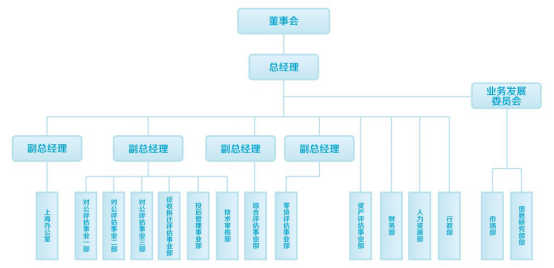 董事会
总经理
业务发展
委员会
副总经理
副总经理
副总经理
副总经理
上海办公室
对公评估事业一部
对公评估事业二部
对公评估事业三部
征收拆迁评估事业部
投后管理事业部
技术审核部
综合评估事业部
零贷评估事业部
资产评估事业部
财务部
人力资源部
行政部
市场部
信息研究部部